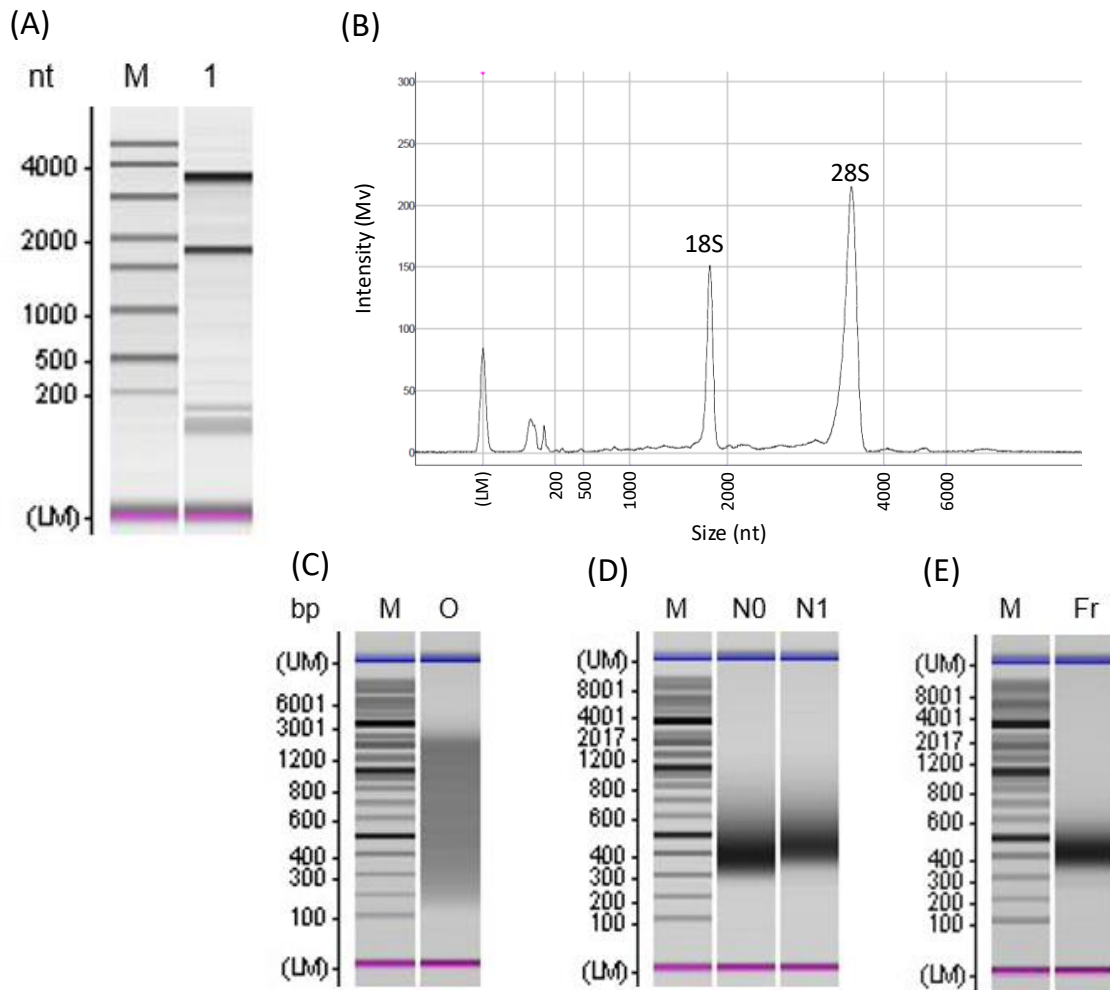 (A)
nt M 1
4000
2000
1000
500
200
(LM)
(B)
300
250
200
150
100
50
0
Intensity (Mv)
18S
28S
(LM) 200 500 1000 2000 4000 6000
Size (nt)
(C)
bp M O
(UM)
6001
3001
1200
800
600
400
300
100
(LM)
(D)
M N0 N1
(UM)
8001
4001
2017
1200
800
600
400
300
200
100
(LM)
(E)
M Fr
(UM)
8001
4001
2017
1200
800
600
400
300
200
100
(LM)